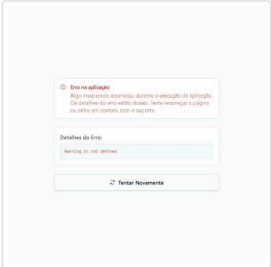 Erro na aplicação
Algo inesperado aconteceu durante a execução da aplicação.
Os detalhes do erro estão abaixo. Tente recarregar a página
ou entre em contato com o suporte.
Detalhes do Erro:
Warning is not defined
Tentar Novamente